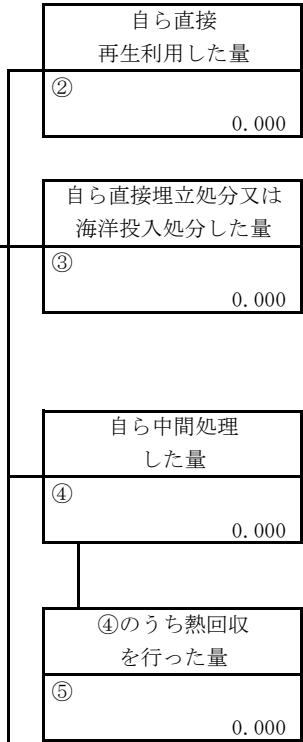 自ら直接
再生利用した量
②
0.000
自ら直接埋立処分又は
海洋投入処分した量
③
0.000
自ら中間処理
した量
④
0.000
④のうち熱回収
を行った量
⑤
0.000